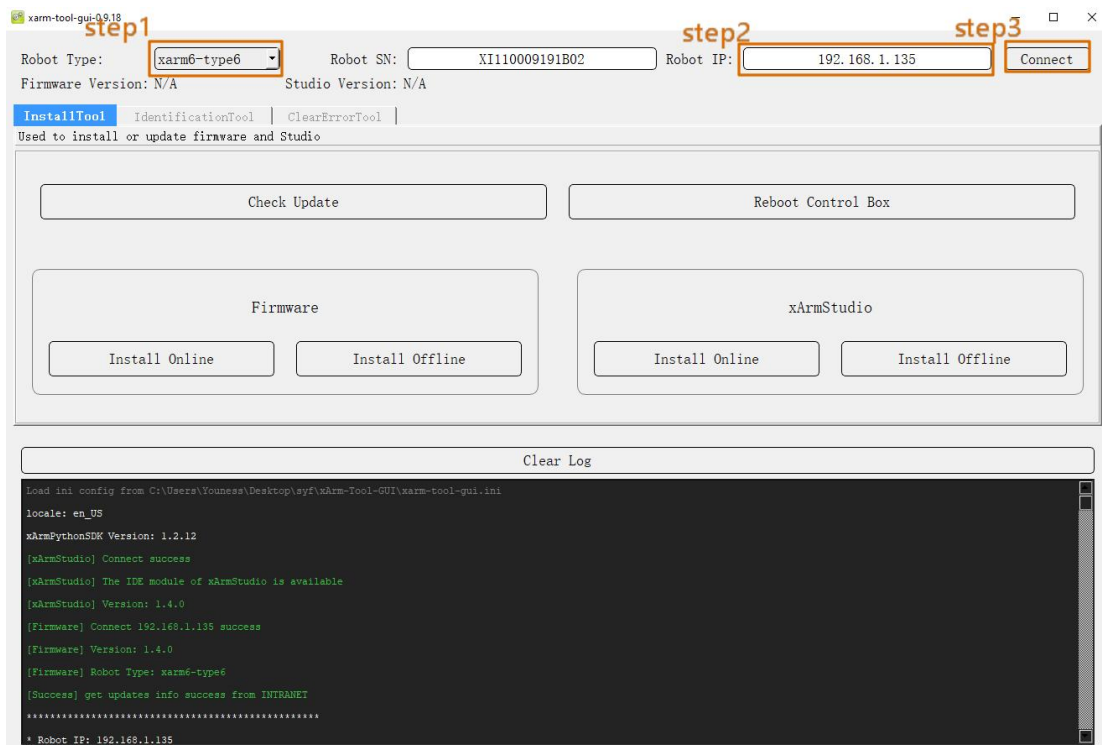 xarm-tool-gui-0.9.18
step1 step2 step3
Robot Type: xarm6-type6 Robot SN: XI110009191B02 Robot IP: 192.168.1.135 Connect
Firmware Version: N/A Studio Version: N/A
InstallTool IdentificationTool ClearErrorTool
Used to install or update firmware and Studio
Check Update Reboot Control Box
Firmware xArmStudio
Install Online Install Offline Install Online Install Offline
Clear Log
Load ini config from C:\Users\Youness\Desktop\syf\xArm-Tool-GUI\xarm-tool-gui.ini
locale: en_US
xArmPythonSDK Version: 1.2.12
[xArmStudio] Connect success
[xArmStudio] The IDE module of xArmStudio is available
[xArmStudio] Version: 1.4.0
[Firmware] Connect 192.168.1.135 success
[Firmware] Version: 1.4.0
[Firmware] Robot Type: xarm6-type6
[Success] get updates info success from INTRANET
**************************************************
* Robot IP: 192.168.1.135